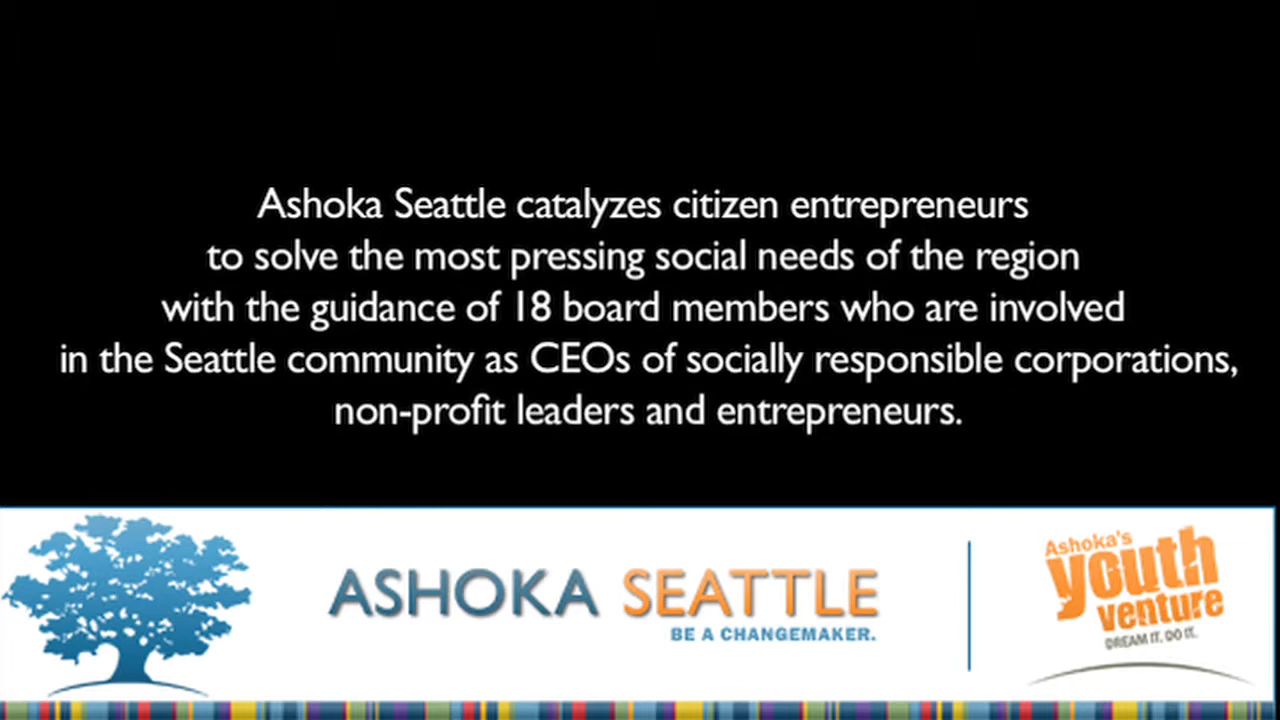 Ashoka Seattle catalyzes citizen entrepreneurs
to solve the most pressing social needs of the region
with the guidance of 18 board members who are involved
in the Seattle community as CEOs of socially responsible corporations,
non-profit leaders and entrepreneurs.
ASHOKA SEATTLE
BE A CHANGEMAKER.
Ashoka's
youth
venture
DREAM IT. DO IT.